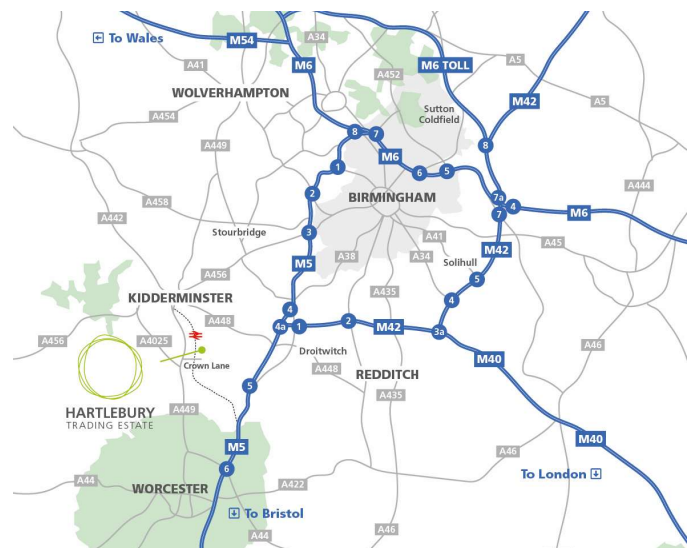 To Wales
M54
A34
A41
M6
A452
M6 TOLL
A5
WOLVERHAMPTON
M42
A5
A454
Sutton
Coldfield
A449
8
7
M6
8
1
6
5
A444
2
BIRMINGHAM
7a
4
M6
A458
7
A442
Stourbridge
3
A41
A45
M5
A38
A34
M42
A456
Solihull
5
KIDDERMINSTER
A435
4
4
A448
4a
1
2
M42
3a
A456
A4025
A46
Droitwitch
M40
Crown Lane
A448
REDDITCH
5
A435
HARTLEBURY
TRADING ESTATE
A449
M5
M40
A46
6
To London
A44
A422
WORCESTER
To Bristol
A44
A46